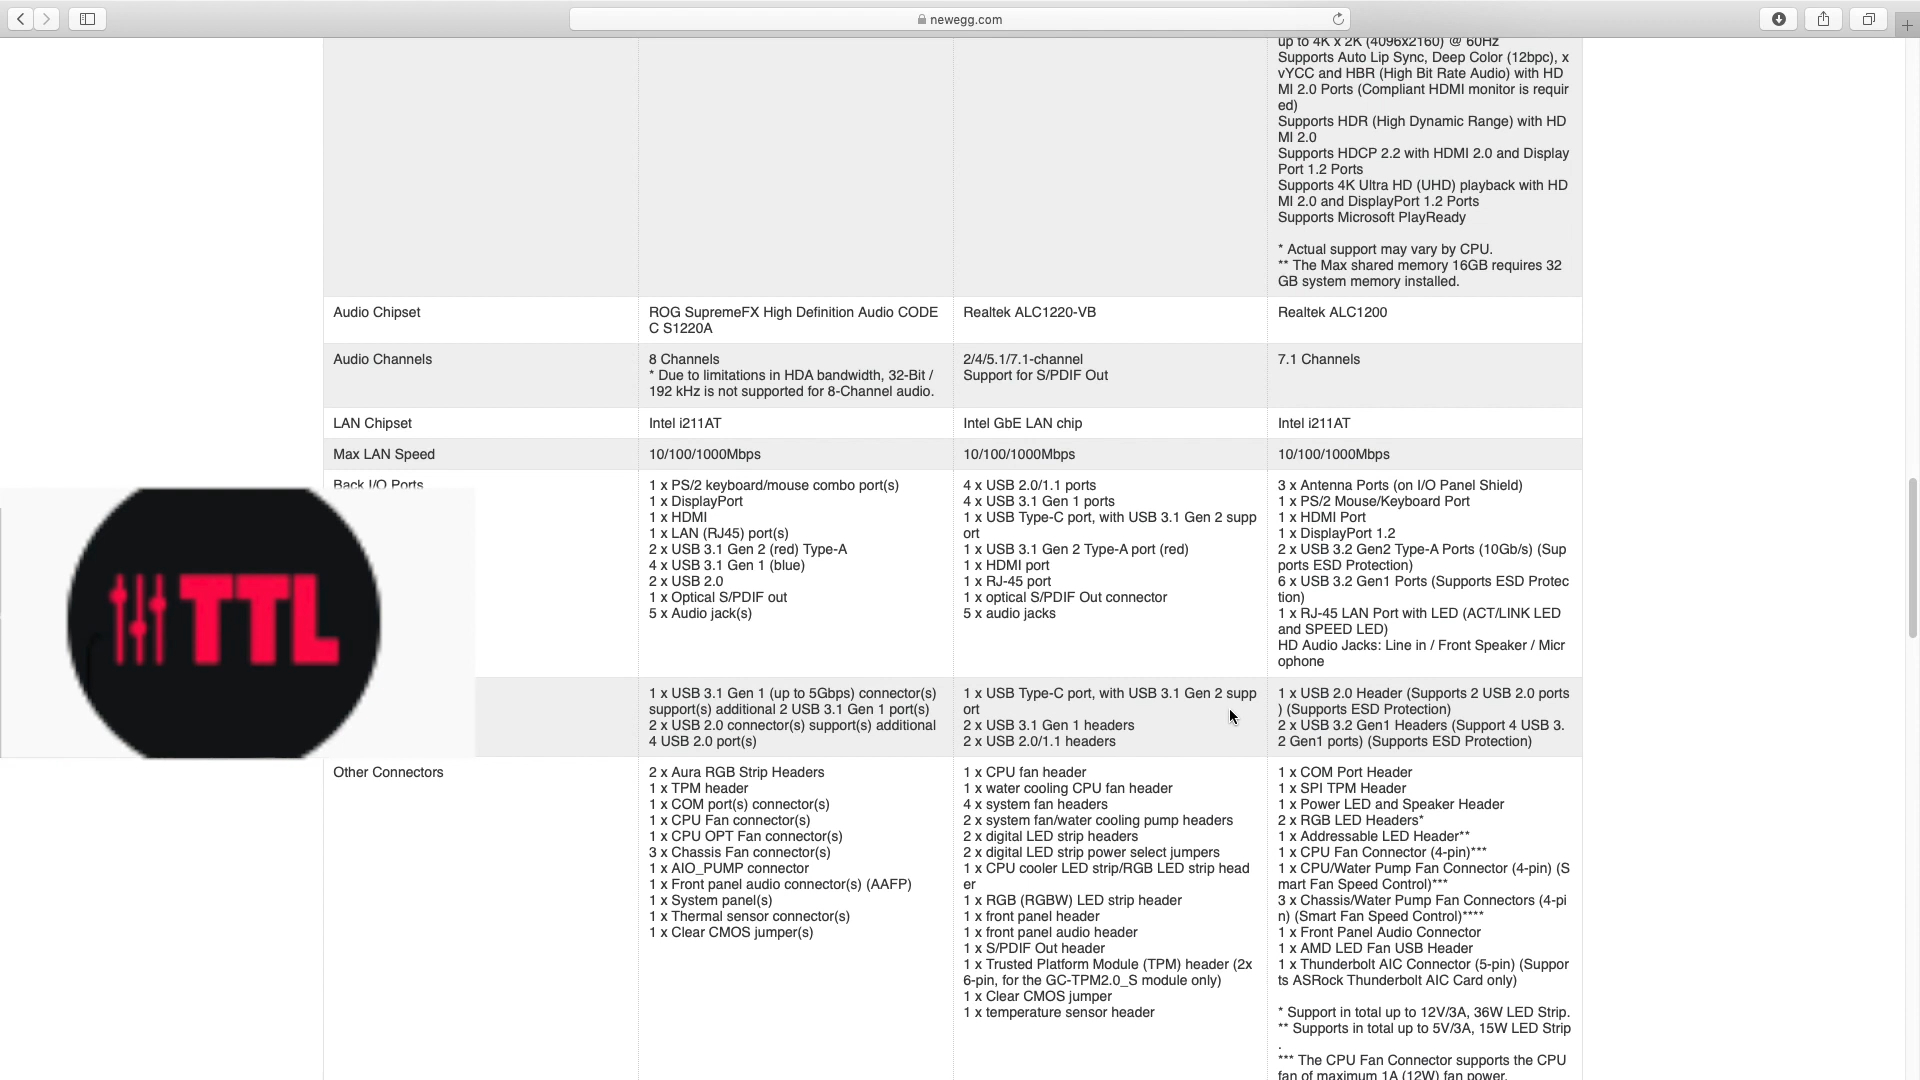 newegg.com
up to 4K x 2K (4096x2160) @ 60Hz
Supports Auto Lip Sync, Deep Color (12bpc), x
vYCC and HBR (High Bit Rate Audio) with HD
MI 2.0 Ports (Compliant HDMI monitor is requir
ed)
Supports HDR (High Dynamic Range) with HD
MI 2.0
Supports HDCP 2.2 with HDMI 2.0 and Display
Port 1.2 Ports
Supports 4K Ultra HD (UHD) playback with HD
MI 2.0 and DisplayPort 1.2 Ports
Supports Microsoft PlayReady
* Actual support may vary by CPU.
** The Max shared memory 16GB requires 32
GB system memory installed.
Audio Chipset
ROG SupremeFX High Definition Audio CODE
C S1220A
Realtek ALC1220-VB
Realtek ALC1200
Audio Channels
8 Channels
* Due to limitations in HDA bandwidth, 32-Bit /
192 kHz is not supported for 8-Channel audio.
2/4/5.1/7.1-channel
Support for S/PDIF Out
7.1 Channels
LAN Chipset
Intel i211AT
Intel GbE LAN chip
Intel i211AT
Max LAN Speed
10/100/1000Mbps
10/100/1000Mbps
10/100/1000Mbps
Back I/O Ports
1 x PS/2 keyboard/mouse combo port(s)
1 x DisplayPort
1 x HDMI
1 x LAN (RJ45) port(s)
2 x USB 3.1 Gen 2 (red) Type-A
4 x USB 3.1 Gen 1 (blue)
2 x USB 2.0
1 x Optical S/PDIF out
5 x Audio jack(s)
4 x USB 2.0/1.1 ports
4 x USB 3.1 Gen 1 ports
1 x USB Type-C port, with USB 3.1 Gen 2 supp
ort
1 x USB 3.1 Gen 2 Type-A port (red)
1 x HDMI port
1 x RJ-45 port
1 x optical S/PDIF Out connector
5 x audio jacks
3 x Antenna Ports (on I/O Panel Shield)
1 x PS/2 Mouse/Keyboard Port
1 x HDMI Port
1 x DisplayPort 1.2
2 x USB 3.2 Gen2 Type-A Ports (10Gb/s) (Sup
ports ESD Protection)
6 x USB 3.2 Gen1 Ports (Supports ESD Protec
tion)
1 x RJ-45 LAN Port with LED (ACT/LINK LED
and SPEED LED)
HD Audio Jacks: Line in / Front Speaker / Micr
ophone
TTL
1 x USB 3.1 Gen 1 (up to 5Gbps) connector(s)
support(s) additional 2 USB 3.1 Gen 1 port(s)
2 x USB 2.0 connector(s) support(s) additional
4 USB 2.0 port(s)
1 x USB Type-C port, with USB 3.1 Gen 2 supp
ort
2 x USB 3.1 Gen 1 headers
2 x USB 2.0/1.1 headers
1 x USB 2.0 Header (Supports 2 USB 2.0 ports
) (Supports ESD Protection)
2 x USB 3.2 Gen1 Headers (Support 4 USB 3.
2 Gen1 ports) (Supports ESD Protection)
Other Connectors
2 x Aura RGB Strip Headers
1 x TPM header
1 x COM port(s) connector(s)
1 x CPU Fan connector(s)
1 x CPU OPT Fan connector(s)
3 x Chassis Fan connector(s)
1 x AIO_PUMP connector
1 x Front panel audio connector(s) (AAFP)
1 x System panel(s)
1 x Thermal sensor connector(s)
1 x Clear CMOS jumper(s)
1 x CPU fan header
1 x water cooling CPU fan header
4 x system fan headers
2 x system fan/water cooling pump headers
2 x digital LED strip headers
2 x digital LED strip power select jumpers
1 x CPU cooler LED strip/RGB LED strip head
er
1 x RGB (RGBW) LED strip header
1 x front panel header
1 x front panel audio header
1 x S/PDIF Out header
1 x Trusted Platform Module (TPM) header (2x
6-pin, for the GC-TPM2.0_S module only)
1 x Clear CMOS jumper
1 x temperature sensor header
1 x COM Port Header
1 x SPI TPM Header
1 x Power LED and Speaker Header
2 x RGB LED Headers*
1 x Addressable LED Header**
1 x CPU Fan Connector (4-pin)***
1 x CPU/Water Pump Fan Connector (4-pin) (S
mart Fan Speed Control)***
3 x Chassis/Water Pump Fan Connectors (4-pi
n) (Smart Fan Speed Control)****
1 x Front Panel Audio Connector
1 x AMD LED Fan USB Header
1 x Thunderbolt AIC Connector (5-pin) (Suppor
ts ASRock Thunderbolt AIC Card only)
* Support in total up to 12V/3A, 36W LED Strip.
** Supports in total up to 5V/3A, 15W LED Strip
.
*** The CPU Fan Connector supports the CPU
fan of maximum 1A (12W) fan power.